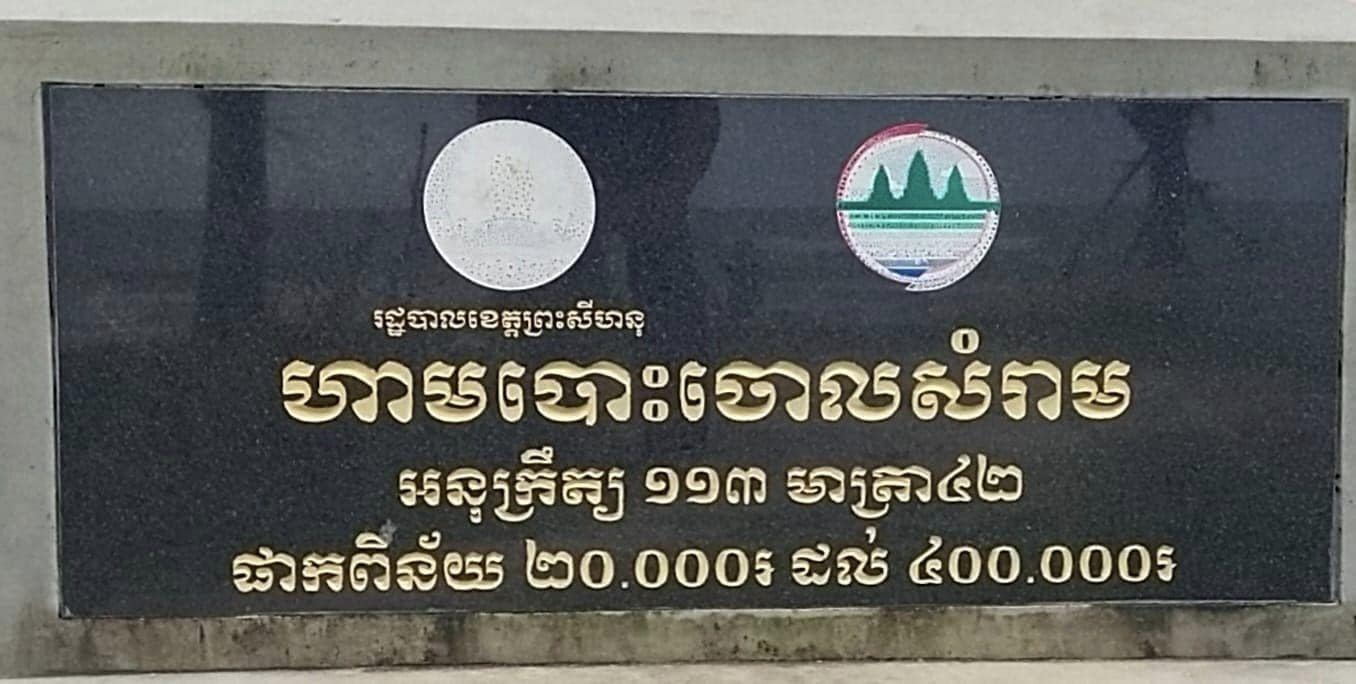 រដ្ឋបាលខេត្តព្រះសីហនុ
ហាមបោះចោលសំរាម
អនុក្រឹត្យ ១១៣ មាត្រា៤២
ផាកពិន័យ ២០.០០០៛ ដល់ ៤០០.០០០៛